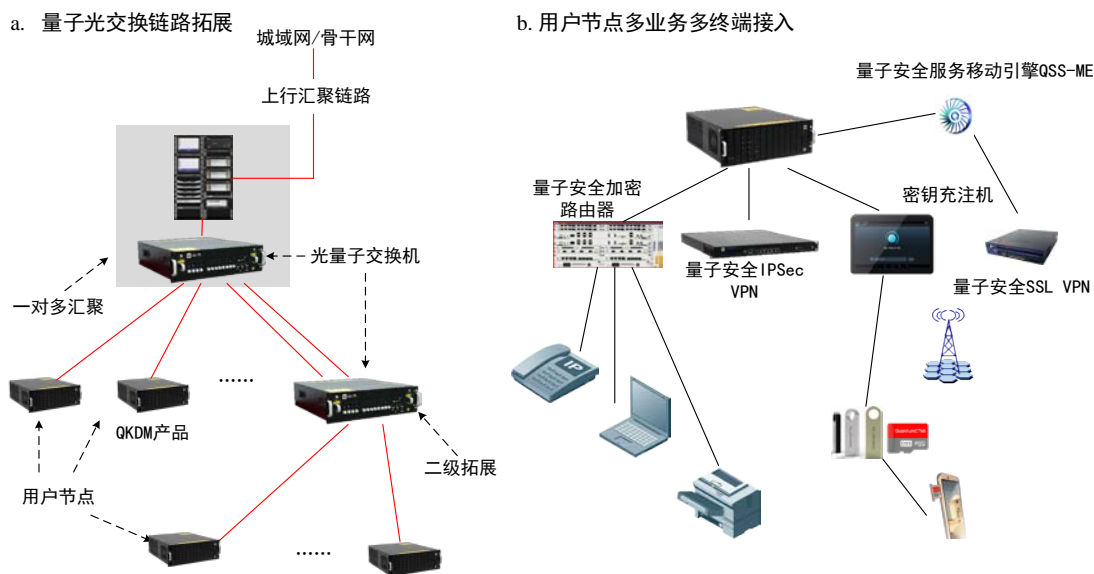 a. 量子光交换链路拓展
城域网/骨干网
上行汇聚链路
光量子交换机
一对多汇聚
······
QKDM产品
二级拓展
用户节点
······
b. 用户节点多业务多终端接入
量子安全服务移动引擎QSS-ME
量子安全加密
路由器
密钥充注机
量子安全IPSec
VPN
量子安全SSL VPN
IP
QuantumCTek